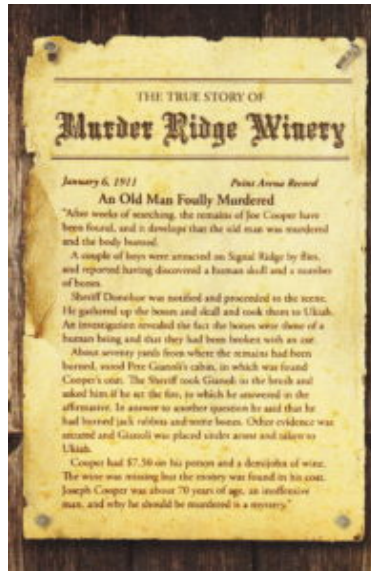 THE TRUE STORY OF
Murder Ridge Winery
January 6, 1911 Point Arena Record
An Old Man Foully Murdered
"After weeks of searching, the remains of Joe Cooper have
been found, and it develops that the old man was murdered
and the body burned.
A couple of boys were attracted on Signal Ridge by flies,
and reported having discovered a human skull and a number
of bones.
Sheriff Donohoe was notified and proceeded to the scene.
He gathered up the bones and skull and took them to Ukiah.
An investigation revealed the fact the bones were those of a
human being and that they had been broken with an axe.
About seventy yards from where the remains had been
burned, stood Pete Gianoli's cabin, in which was found
Cooper's coat. The Sheriff took Gianoli to the brush and
asked him if he set the fire, to which he answered in the
affirmative. In answer to another question he said that he
had burned jack rabbits and some bones. Other evidence was
secured and Gianoli was placed under arrest and taken to
Ukiah.
Cooper had $7.50 on his person and a demijohn of wine.
The wine was missing but the money was found in his coat.
Joseph Cooper was about 70 years of age, an inoffensive
man, and why he should be murdered is a mystery."